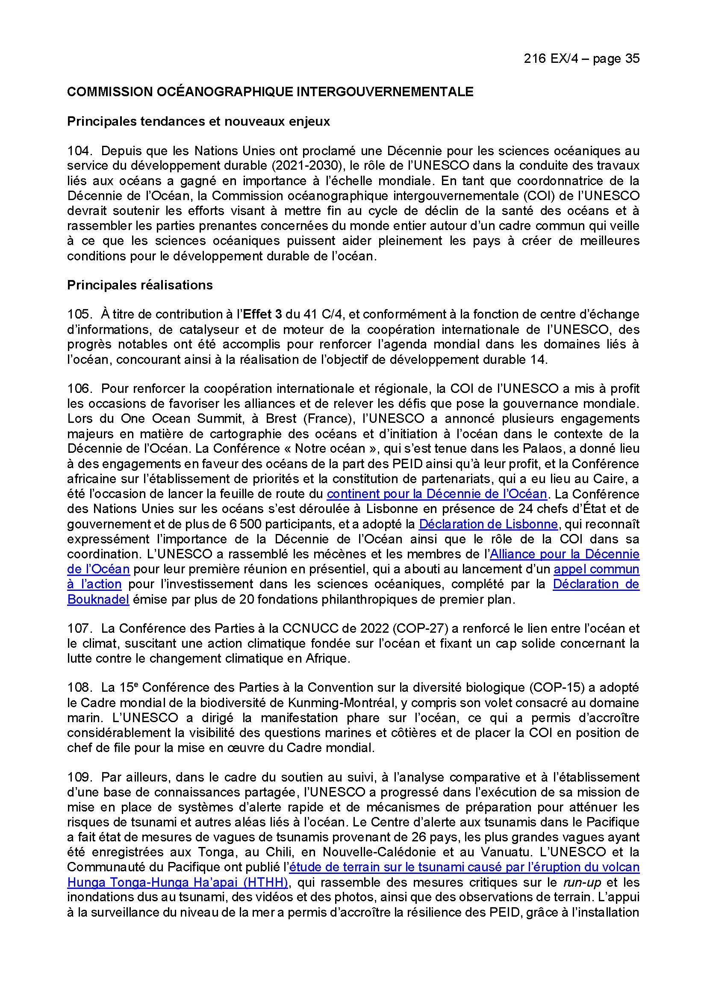 216 EX/4 – page 35
COMMISSION OCÉANOGRAPHIQUE INTERGOUVERNEMENTALE
Principales tendances et nouveaux enjeux
104. Depuis que les Nations Unies ont proclamé une Décennie pour les sciences océaniques au
service du développement durable (2021-2030), le rôle de l’UNESCO dans la conduite des travaux
liés aux océans a gagné en importance à l’échelle mondiale. En tant que coordonnatrice de la
Décennie de l’Océan, la Commission océanographique intergouvernementale (COI) de l’UNESCO
devrait soutenir les efforts visant à mettre fin au cycle de déclin de la santé des océans et à
rassembler les parties prenantes concernées du monde entier autour d’un cadre commun qui veille
à ce que les sciences océaniques puissent aider pleinement les pays à créer de meilleures
conditions pour le développement durable de l’océan.
Principales réalisations
105. À titre de contribution à l’Effet 3 du 41 C/4, et conformément à la fonction de centre d’échange
d’informations, de catalyseur et de moteur de la coopération internationale de l’UNESCO, des
progrès notables ont été accomplis pour renforcer l’agenda mondial dans les domaines liés à
l’océan, concourant ainsi à la réalisation de l’objectif de développement durable 14.
106. Pour renforcer la coopération internationale et régionale, la COI de l’UNESCO a mis à profit
les occasions de favoriser les alliances et de relever les défis que pose la gouvernance mondiale.
Lors du One Ocean Summit, à Brest (France), l’UNESCO a annoncé plusieurs engagements
majeurs en matière de cartographie des océans et d’initiation à l’océan dans le contexte de la
Décennie de l’Océan. La Conférence « Notre océan », qui s’est tenue dans les Palaos, a donné lieu
à des engagements en faveur des océans de la part des PEID ainsi qu’à leur profit, et la Conférence
africaine sur l’établissement de priorités et la constitution de partenariats, qui a eu lieu au Caire, a
été l’occasion de lancer la feuille de route du continent pour la Décennie de l’Océan. La Conférence
des Nations Unies sur les océans s’est déroulée à Lisbonne en présence de 24 chefs d’État et de
gouvernement et de plus de 6 500 participants, et a adopté la Déclaration de Lisbonne, qui reconnaît
expressément l’importance de la Décennie de l’Océan ainsi que le rôle de la COI dans sa
coordination. L’UNESCO a rassemblé les mécènes et les membres de l’Alliance pour la Décennie
de l’Océan pour leur première réunion en présentiel, qui a abouti au lancement d’un appel commun
à l’action pour l’investissement dans les sciences océaniques, complété par la Déclaration de
Bouknadel émise par plus de 20 fondations philanthropiques de premier plan.
107. La Conférence des Parties à la CCNUCC de 2022 (COP-27) a renforcé le lien entre l’océan et
le climat, suscitant une action climatique fondée sur l’océan et fixant un cap solide concernant la
lutte contre le changement climatique en Afrique.
108. La 15e Conférence des Parties à la Convention sur la diversité biologique (COP-15) a adopté
le Cadre mondial de la biodiversité de Kunming-Montréal, y compris son volet consacré au domaine
marin. L’UNESCO a dirigé la manifestation phare sur l’océan, ce qui a permis d’accroître
considérablement la visibilité des questions marines et côtières et de placer la COI en position de
chef de file pour la mise en œuvre du Cadre mondial.
109. Par ailleurs, dans le cadre du soutien au suivi, à l’analyse comparative et à l’établissement
d’une base de connaissances partagée, l’UNESCO a progressé dans l’exécution de sa mission de
mise en place de systèmes d’alerte rapide et de mécanismes de préparation pour atténuer les
risques de tsunami et autres aléas liés à l’océan. Le Centre d’alerte aux tsunamis dans le Pacifique
a fait état de mesures de vagues de tsunamis provenant de 26 pays, les plus grandes vagues ayant
été enregistrées aux Tonga, au Chili, en Nouvelle-Calédonie et au Vanuatu. L’UNESCO et la
Communauté du Pacifique ont publié l’étude de terrain sur le tsunami causé par l’éruption du volcan
Hunga Tonga-Hunga Ha’apai (HTHH), qui rassemble des mesures critiques sur le run-up et les
inondations dus au tsunami, des vidéos et des photos, ainsi que des observations de terrain. L’appui
à la surveillance du niveau de la mer a permis d’accroître la résilience des PEID, grâce à l’installation